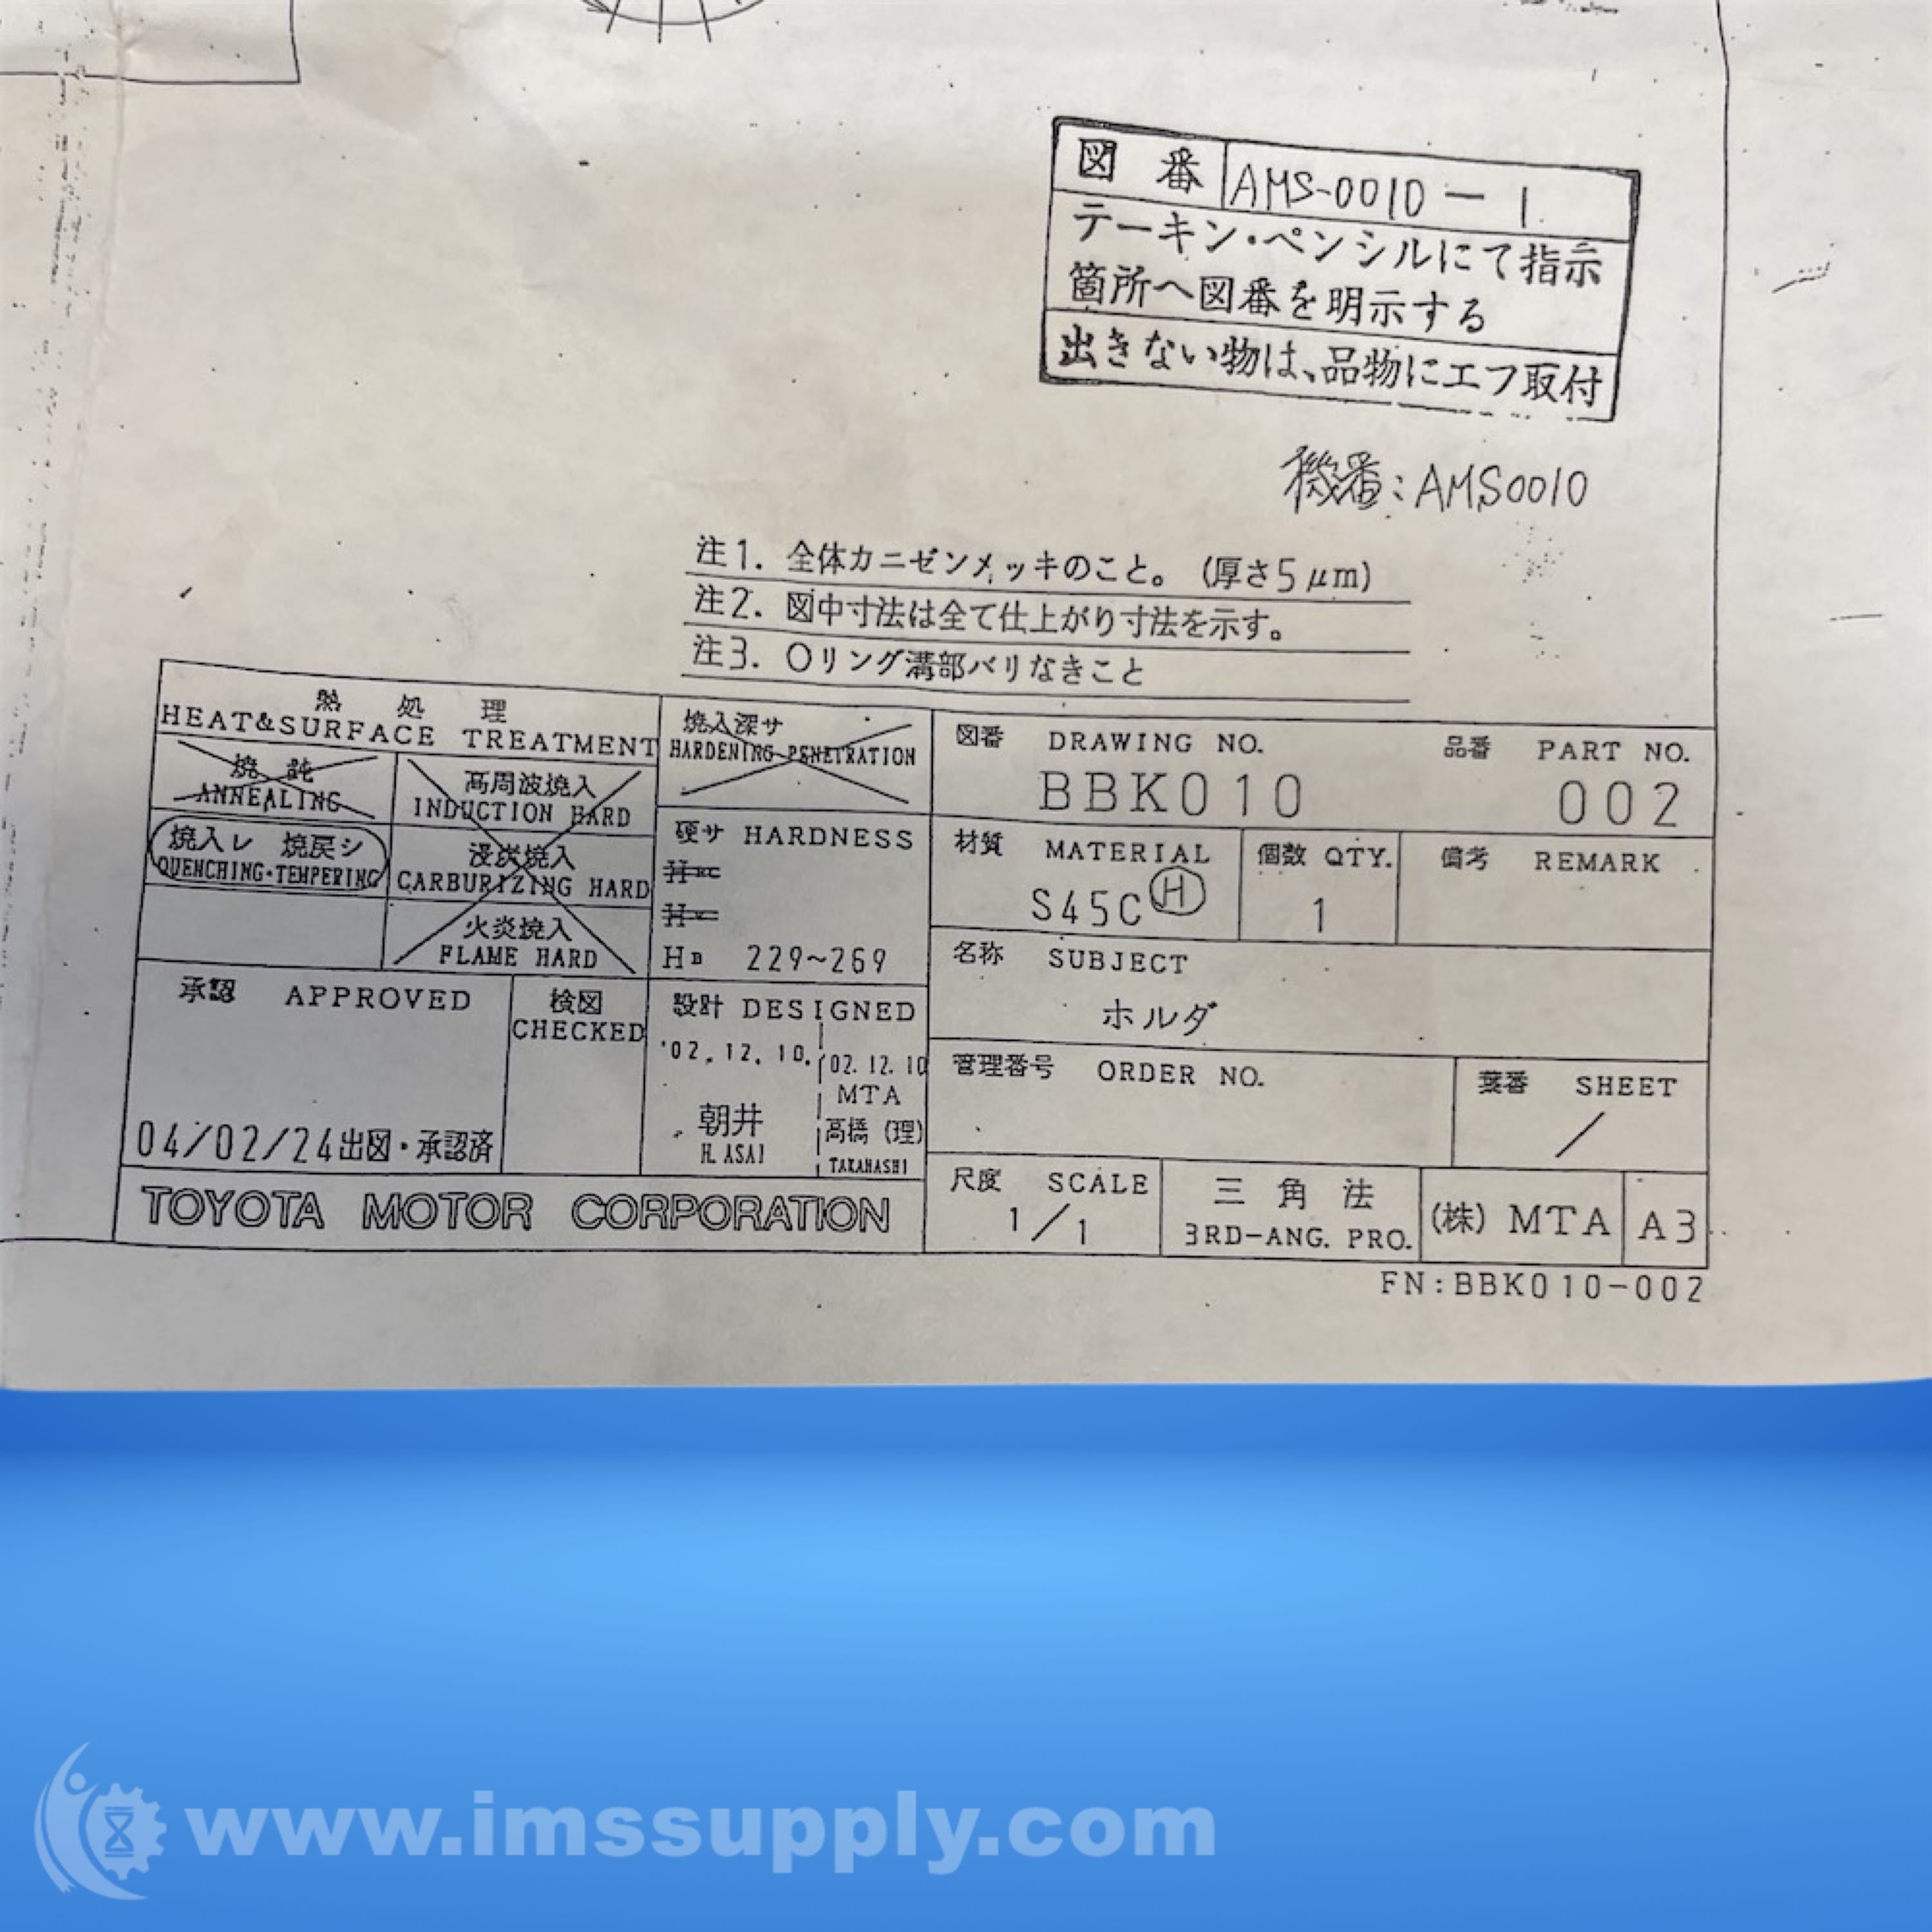 図番 AMS-0010-1
テーキン・ペンシルにて指示
箇所へ図番を明示する
出きない物は、品物にエフ取付
機番:AMS0010
注1. 全体カニゼンメッキのこと。 (厚さ5μm)
注2. 図中寸法は全て仕上がり寸法を示す。
注3. Oリング溝部バリなきこと
熱処理
HEAT&SURFACE TREATMENT
焼鈍
ANNEALING
高周波焼入
INDUCTION HARD
焼入レ 焼戻シ
QUENCHING・TEMPERING
浸炭焼入
CARBURIZING HARD
火炎焼入
FLAME HARD
焼入深サ
HARDENING PENETRATION
硬サ HARDNESS
HRC
HB 229~269
図番 DRAWING NO.
BBK010
品番 PART NO.
002
材質 MATERIAL
S45C(H)
個数 QTY.
1
備考 REMARK
名称 SUBJECT
ホルダ
承認 APPROVED
04/02/24出図・承認済
検図
CHECKED
設計 DESIGNED
'02.12.10.
朝井
H.ASAI
'02.12.10
MTA
高橋(理)
TAKAHASHI
管理番号 ORDER NO.
葉番 SHEET
/
TOYOTA MOTOR CORPORATION
尺度 SCALE
1/1
三角法
3RD-ANG. PRO.
(株)MTA
A3
FN:BBK010-002
www.imssupply.com